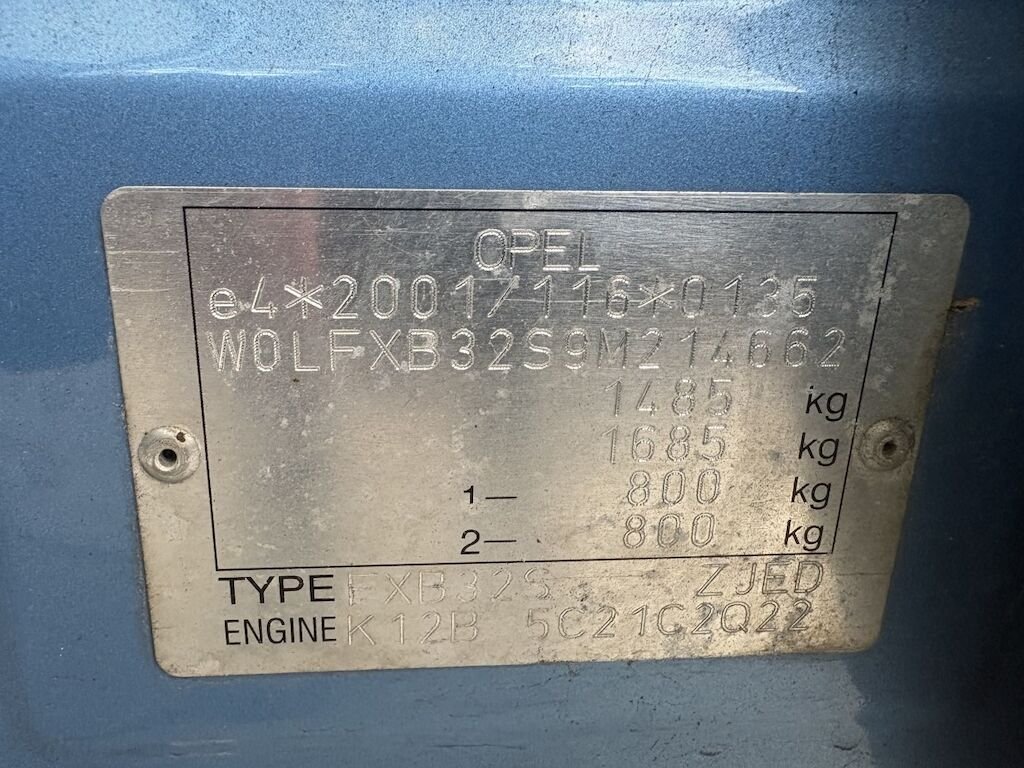 OPEL
e4*2001/116*0135
W0LFXB32S9M214662
1485 kg
1685 kg
1— 800 kg
2— 800 kg
TYPE FXB32S ZJED
ENGINE K12B 5C21C2Q22